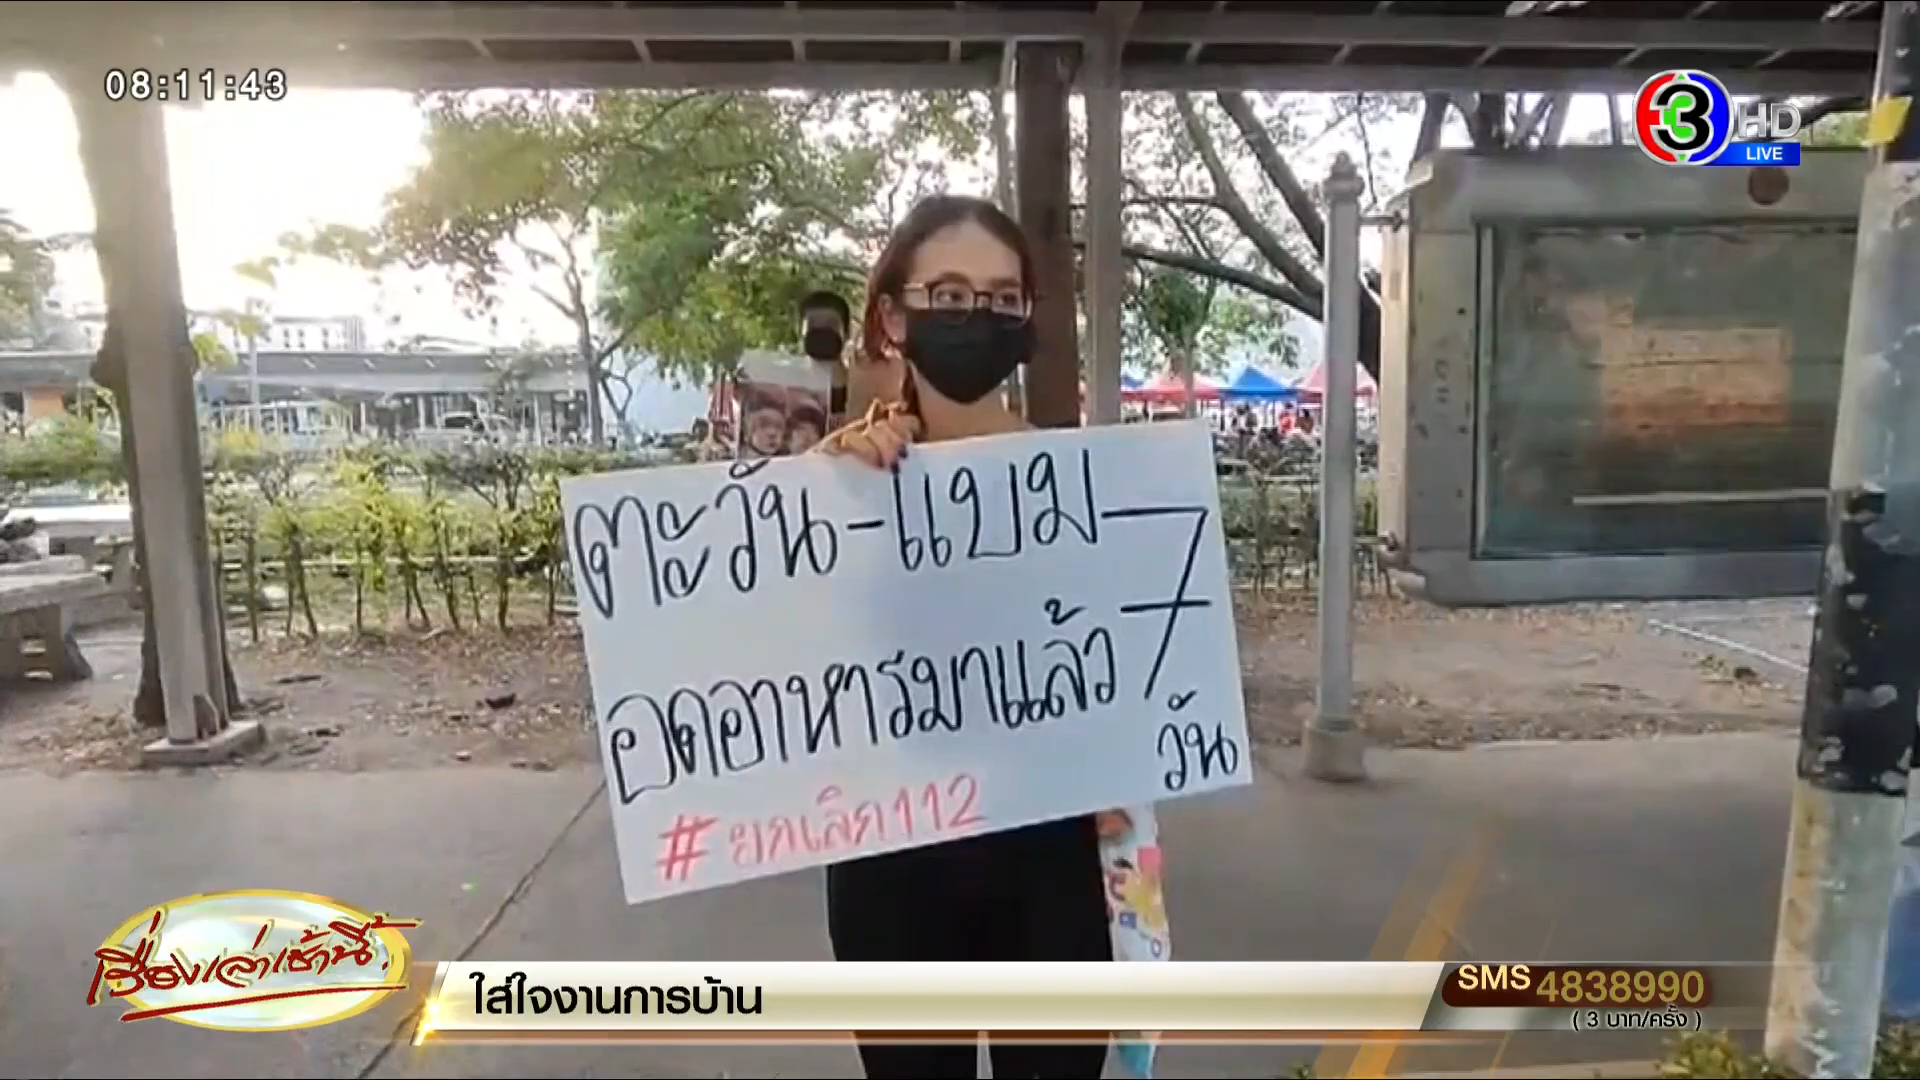 08:11:43
3 HD
LIVE
ตะวัน-แบม 7
อดอาหารมาแล้ว
วัน
#ยกเลิก112
เรื่องเล่าเช้านี้
ใส่ใจงานการบ้าน
SMS 4838990
( 3 บาท/ครั้ง )